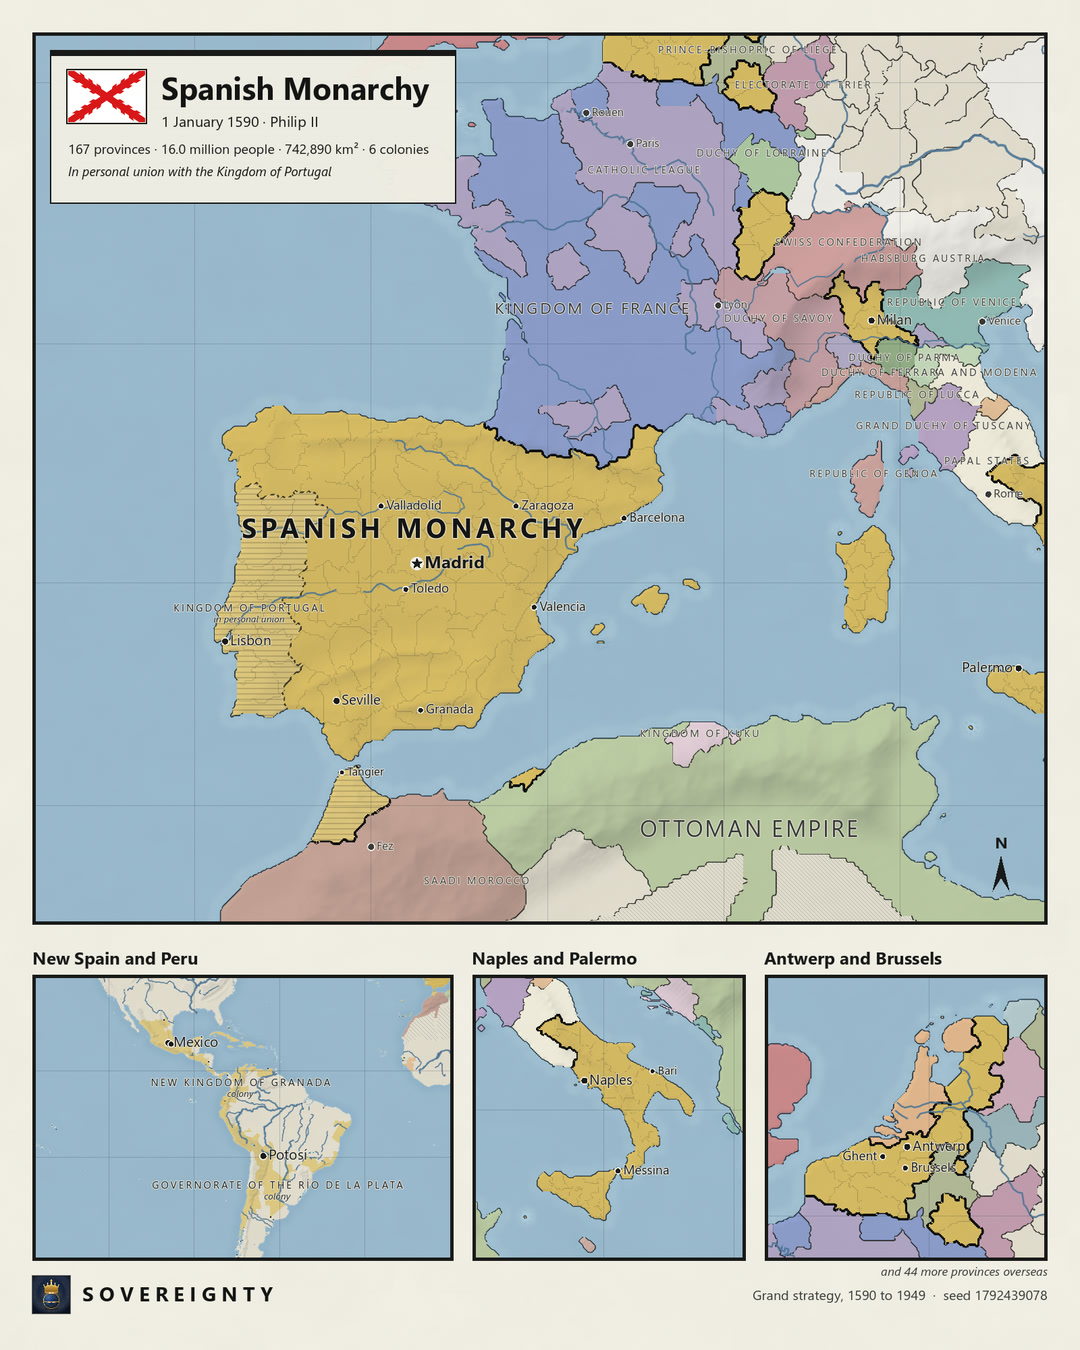 Spanish Monarchy
1 January 1590 · Philip II
167 provinces · 16.0 million people · 742,890 km² · 6 colonies
In personal union with the Kingdom of Portugal
PRINCE-BISHOPRIC OF LIEGE
ELECTORATE OF TRIER
Rouen
Paris
DUCHY OF LORRAINE
CATHOLIC LEAGUE
SWISS CONFEDERATION
HABSBURG AUSTRIA
REPUBLIC OF VENICE
KINGDOM OF FRANCE
Lyon
DUCHY OF SAVOY
Milan
Venice
DUCHY OF PARMA
DUCHY OF FERRARA AND MODENA
REPUBLIC OF LUCCA
GRAND DUCHY OF TUSCANY
PAPAL STATES
REPUBLIC OF GENOA
Rome
Valladolid
Zaragoza
Barcelona
SPANISH MONARCHY
Madrid
Toledo
Valencia
KINGDOM OF PORTUGAL
in personal union
Lisbon
Palermo
Seville
Granada
KINGDOM OF KUKU
Tangier
OTTOMAN EMPIRE
Fez
SAADI MOROCCO
N
New Spain and Peru
Mexico
NEW KINGDOM OF GRANADA
colony
Potosí
GOVERNORATE OF THE RÍO DE LA PLATA
colony
Naples and Palermo
Bari
Naples
Messina
Antwerp and Brussels
Antwerp
Ghent
Brussels
and 44 more provinces overseas
SOVEREIGNTY
Grand strategy, 1590 to 1949 · seed 1792439078